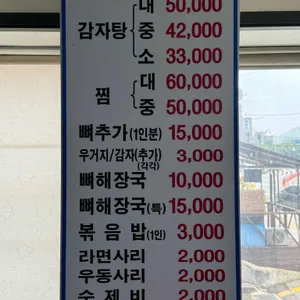 대 50,000
감자탕 중 42,000
소 33,000
찜 대 60,000
중 50,000
뼈추가(1인분) 15,000
우거지/감자(추가) 3,000
(각각)
뼈해장국 10,000
뼈해장국(특) 15,000
볶음밥(1인) 3,000
라면사리 2,000
우동사리 2,000
수제비 2,000